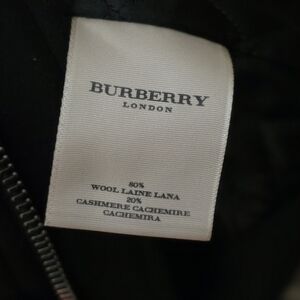 BURBERRY
LONDON
80%
WOOL LAINE LANA
20%
CASHMERE CACHEMIRE
CACHEMIRA